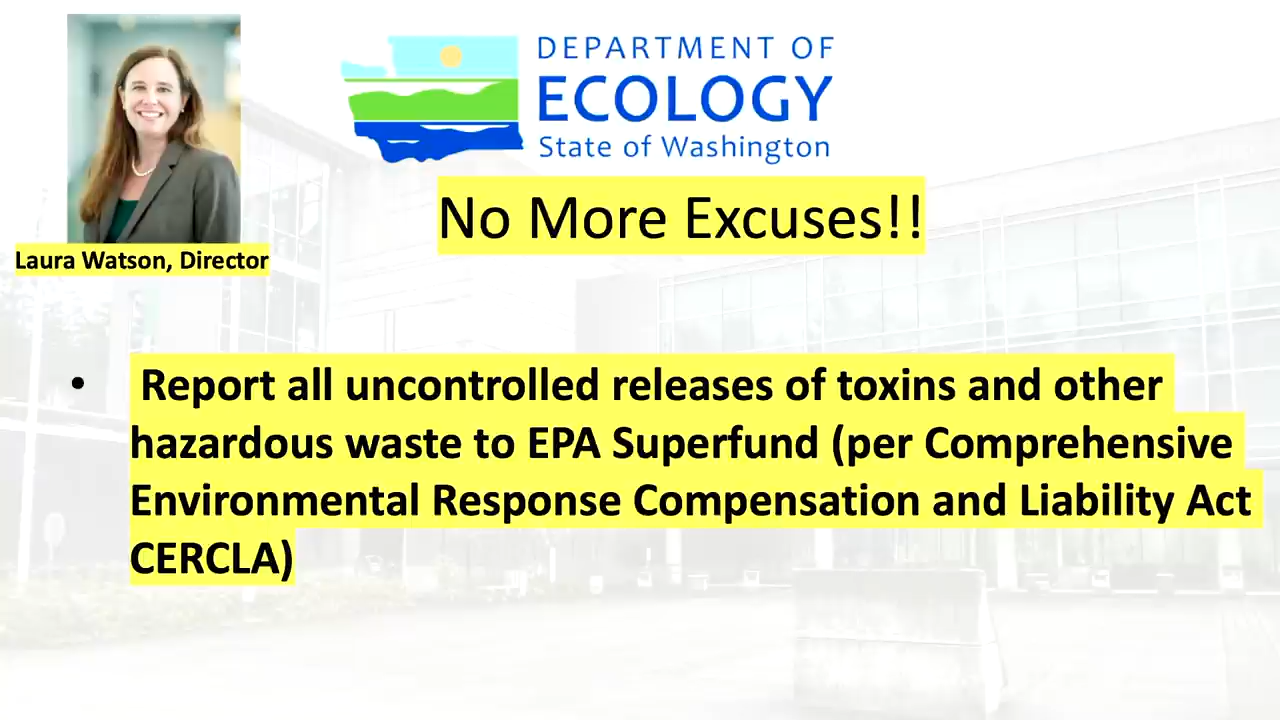 DEPARTMENT OF
ECOLOGY
State of Washington
No More Excuses!!
Laura Watson, Director
• Report all uncontrolled releases of toxins and other
hazardous waste to EPA Superfund (per Comprehensive
Environmental Response Compensation and Liability Act
CERCLA)